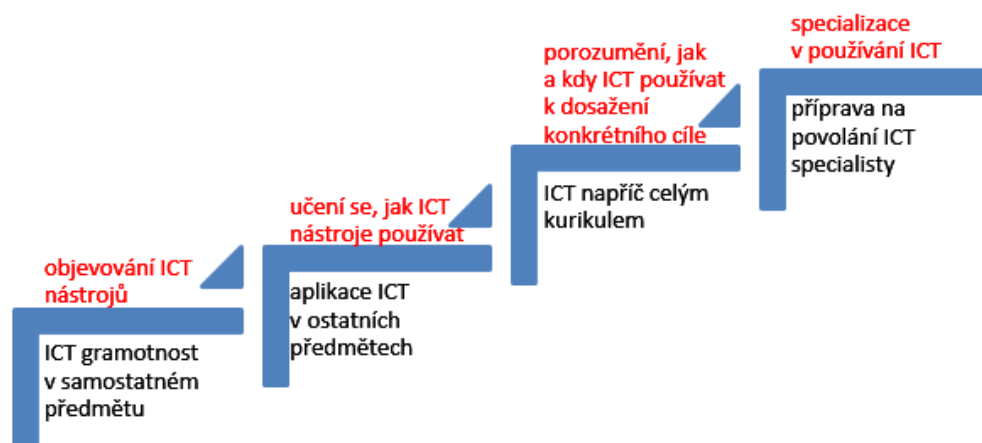 objevování ICT
nástrojů
ICT gramotnost
v samostatném
předmětu
učení se, jak ICT
nástroje používat
aplikace ICT
v ostatních
předmětech
porozumění, jak
a kdy ICT používat
k dosažení
konkrétního cíle
ICT napříč celým
kurikulem
specializace
v používání ICT
příprava na
povolání ICT
specialisty